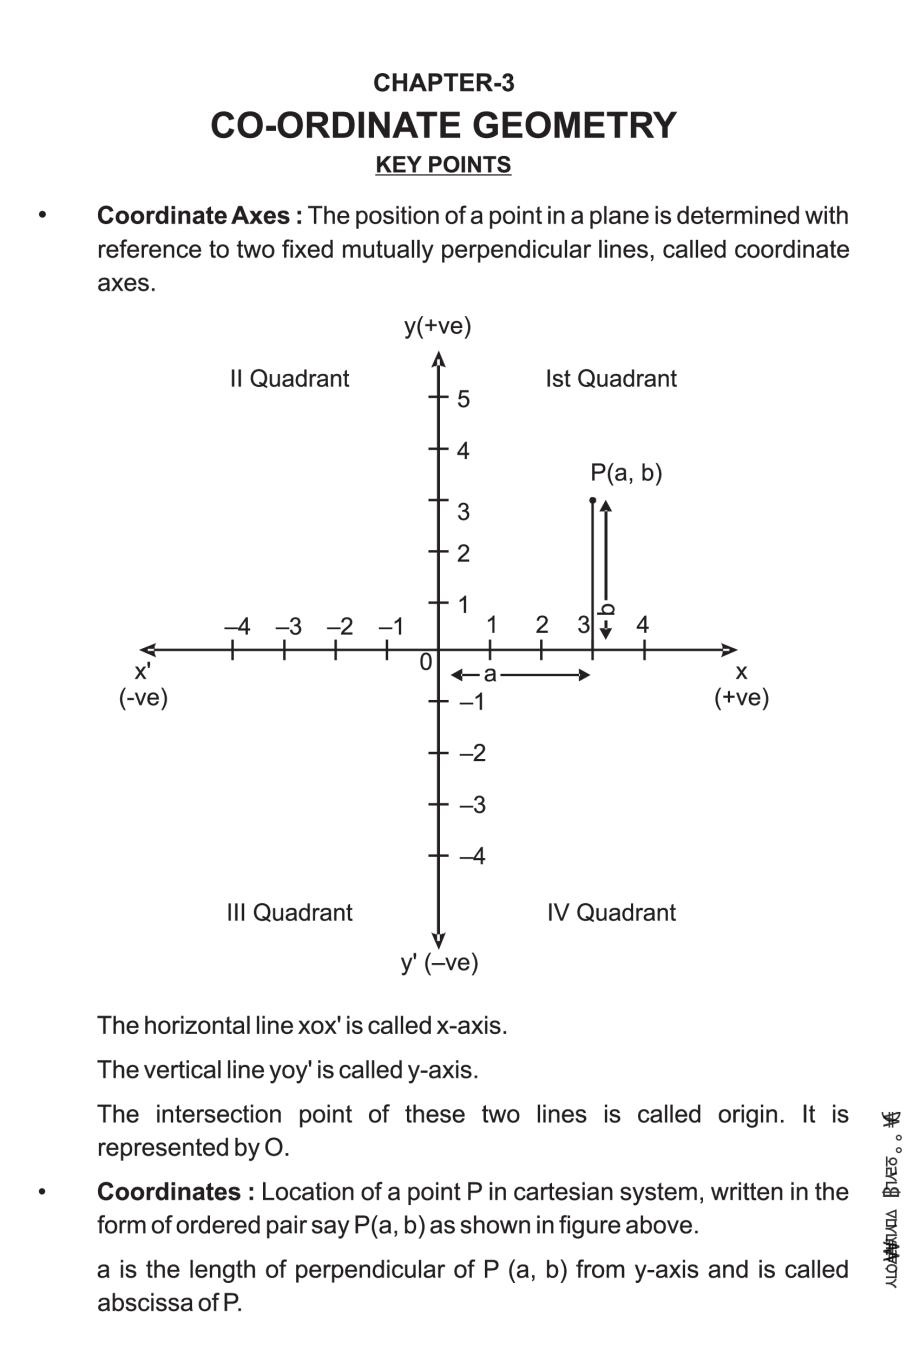 CHAPTER-3
CO-ORDINATE GEOMETRY
KEY POINTS
• Coordinate Axes : The position of a point in a plane is determined with
reference to two fixed mutually perpendicular lines, called coordinate
axes.
y(+ve)
II Quadrant
Ist Quadrant
5
4
P(a, b)
3
2
1
b
–4 –3 –2 –1 1 2 3 4
0
x'
(-ve)
a
x
(+ve)
–1
–2
–3
–4
III Quadrant
IV Quadrant
y' (–ve)
The horizontal line xox' is called x-axis.
The vertical line yoy' is called y-axis.
The intersection point of these two lines is called origin. It is
represented by O.
• Coordinates : Location of a point P in cartesian system, written in the
form of ordered pair say P(a, b) as shown in figure above.
a is the length of perpendicular of P (a, b) from y-axis and is called
abscissa of P.